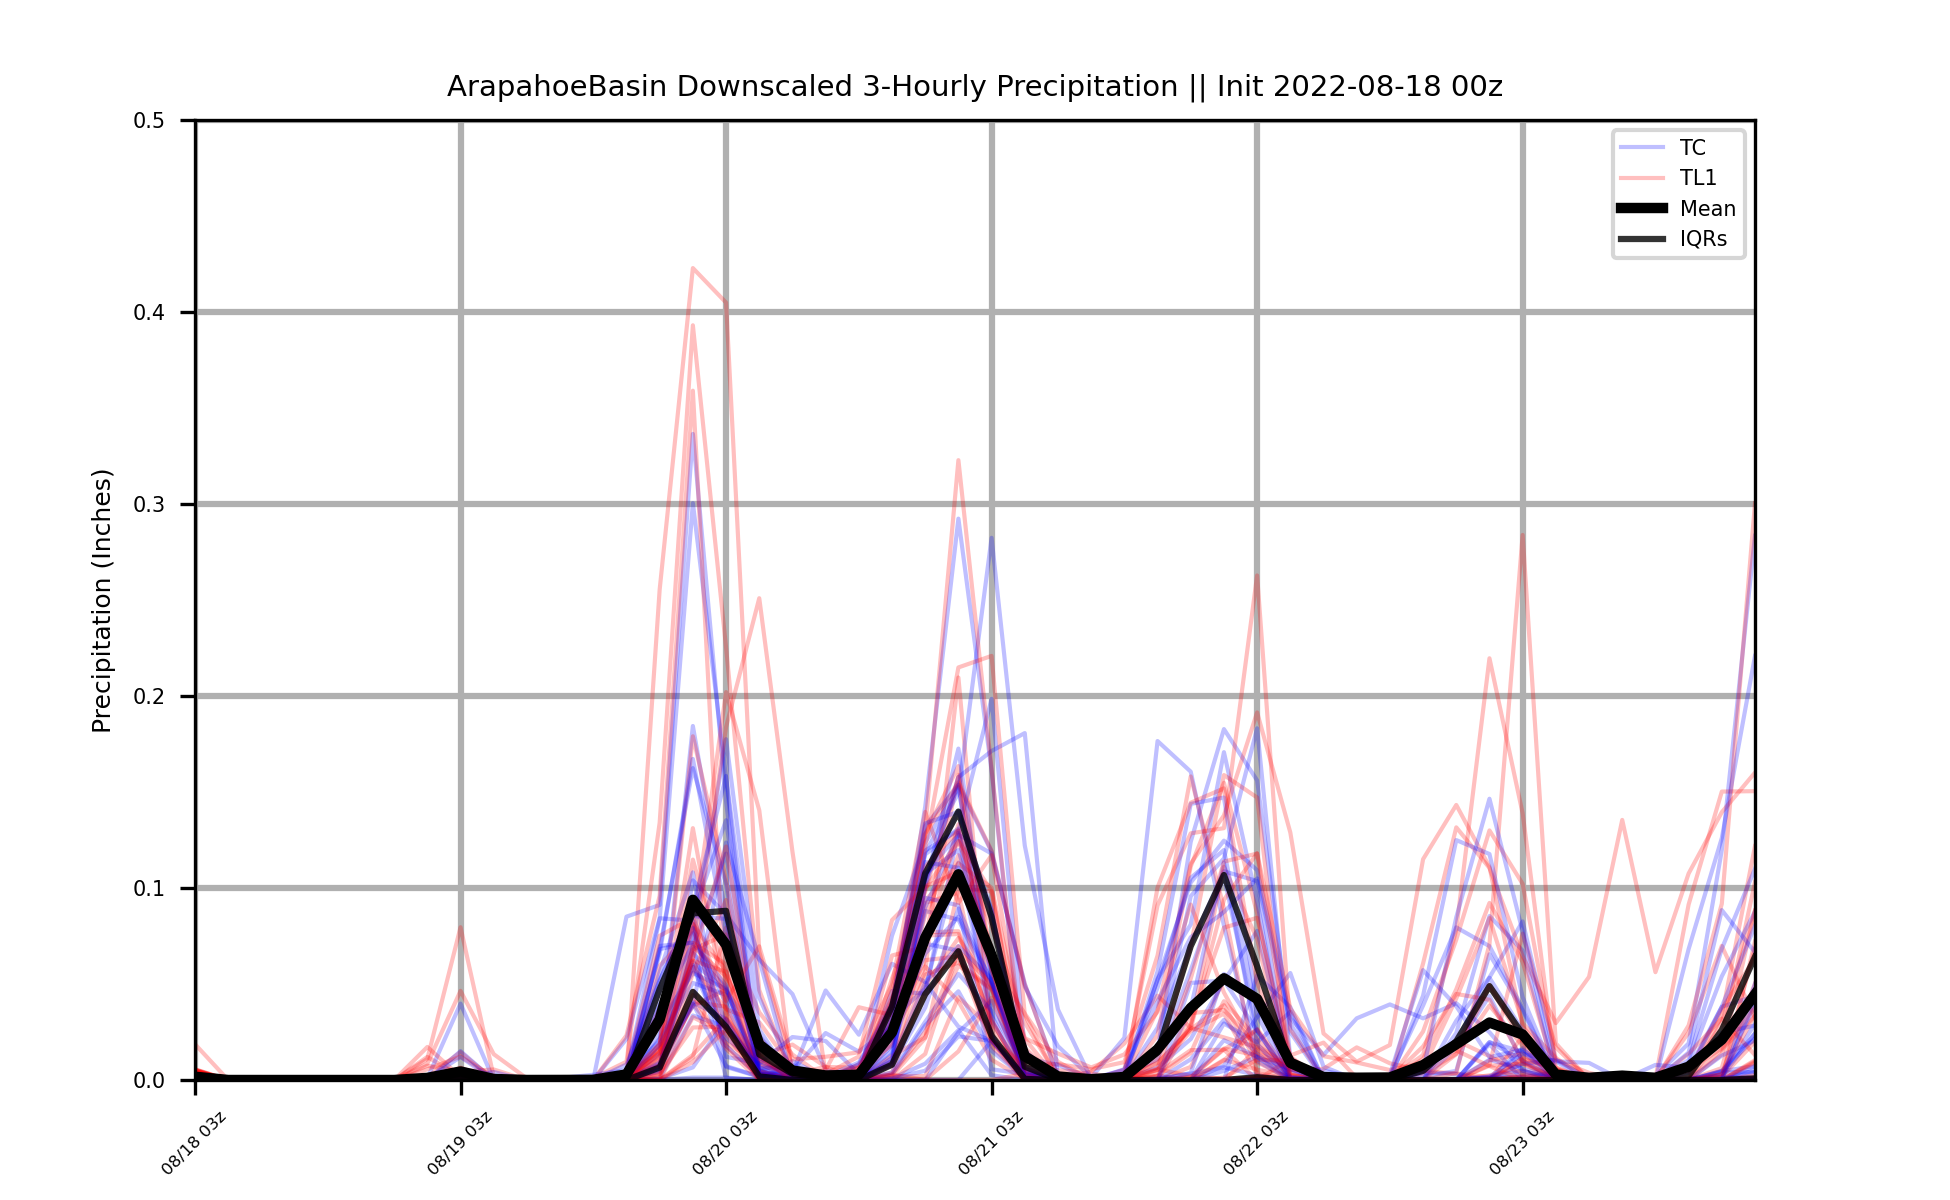 ArapahoeBasin Downscaled 3-Hourly Precipitation || Init 2022-08-18 00z
Precipitation (Inches)
0.5
0.4
0.3
0.2
0.1
0.0
TC
TL1
Mean
IQRs
08/18 03z
08/19 03z
08/20 03z
08/21 03z
08/22 03z
08/23 03z